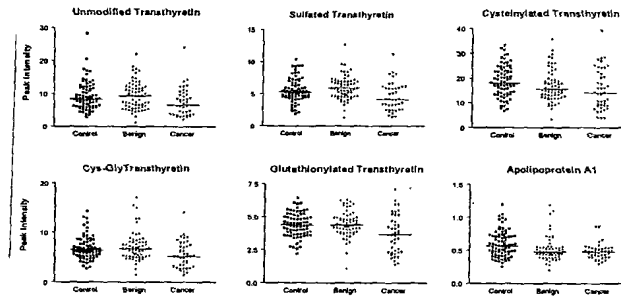 Unmodified Transthyretin
Sulfated Transthyretin
Cysteinylated Transthyretin
Peak Intensity
30
20
10
0
Control Benign Cancer
15
10
5
0
Control Benign Cancer
40
30
20
10
0
Control Benign Cancer
Cys-GlyTransthyretin
Glutathionylated Transthyretin
Apolipoprotein A1
Peak Intensity
20
10
0
Control Benign Cancer
7.5
5.0
2.5
0.0
Control Benign Cancer
1.5
1.0
0.5
0.0
Control Benign Cancer